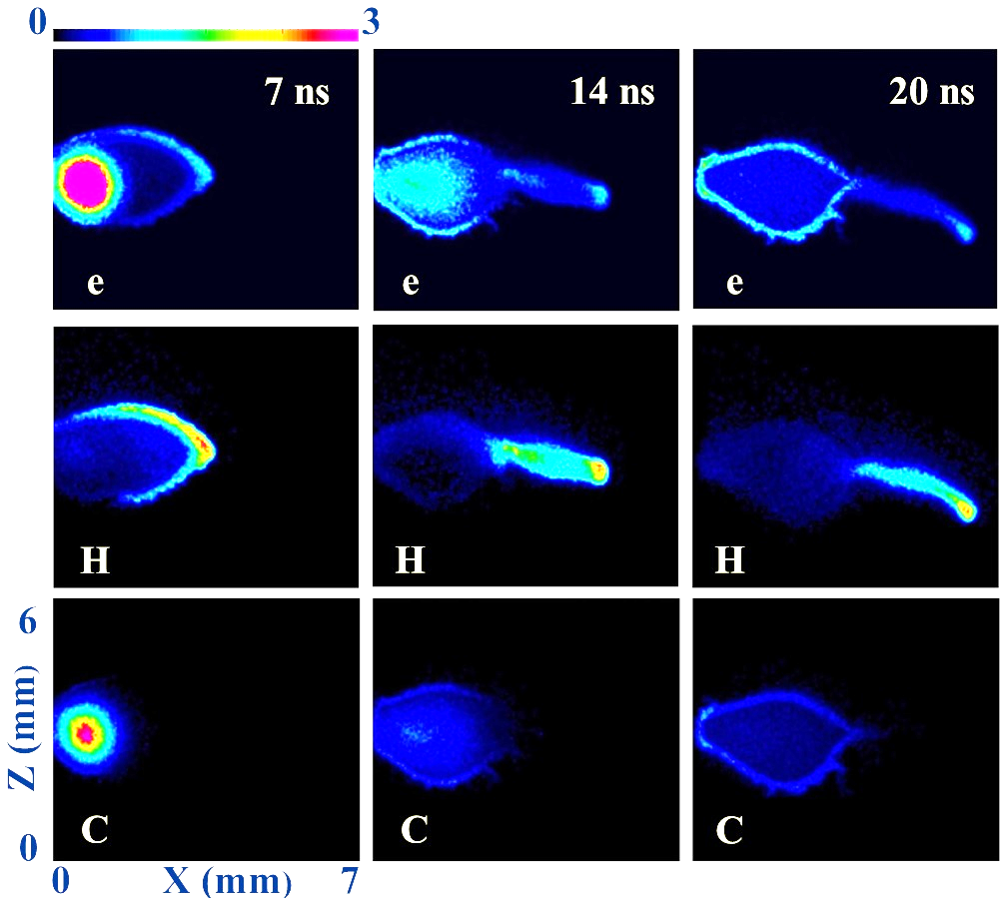 0 3
7 ns 14 ns 20 ns
e e e
H H H
6
Z (mm)
C C C
0
0 X (mm) 7